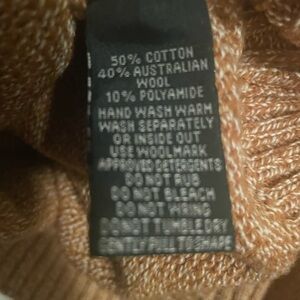 50% COTTON
40% AUSTRALIAN
WOOL
10% POLYAMIDE
HAND WASH WARM
WASH SEPARATELY
OR INSIDE OUT
USE WOOLMARK
APPROVED DETERGENTS
DO NOT RUB
DO NOT BLEACH
DO NOT WRING
DO NOT TUMBLE DRY
GENTLY PULL TO SHAPE